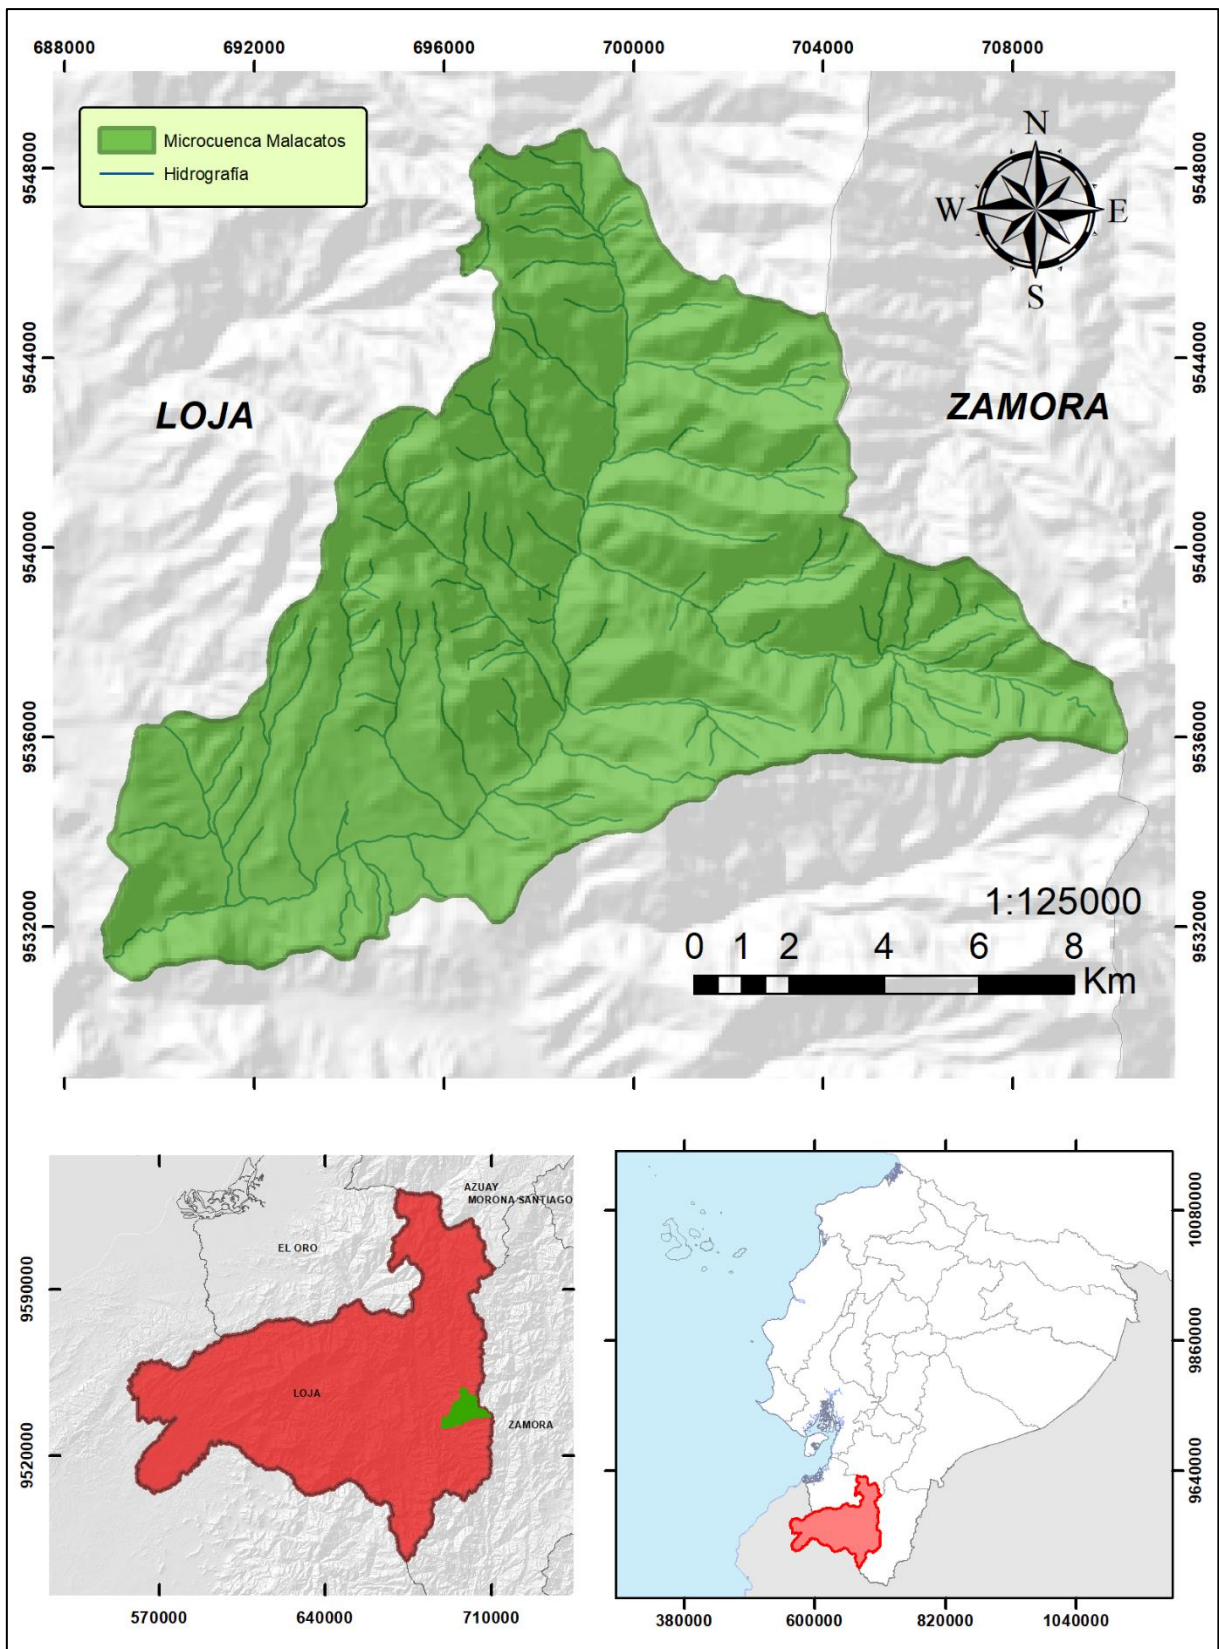 688000 692000 696000 700000 704000 708000
9548000 9548000
Microcuenca Malacatos
Hidrografía
N
W E
S
9544000 9544000
LOJA ZAMORA
9540000 9540000
9536000 9536000
9532000 9532000
1:125000
0 1 2 4 6 8
Km
AZUAY
MORONA SANTIAGO
EL ORO
LOJA
ZAMORA
9590000
9520000
570000 640000 710000
10080000
9860000
9640000
380000 600000 820000 1040000